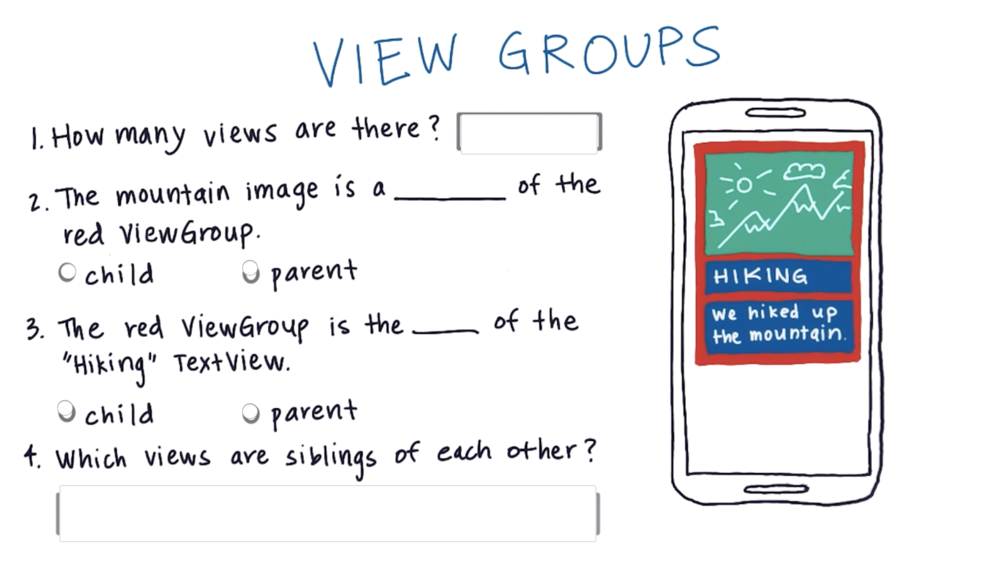 VIEW GROUPS
1. How many views are there?
2. The mountain image is a ________ of the
red ViewGroup.
child parent
3. The red ViewGroup is the _____ of the
"Hiking" TextView.
child parent
4. Which views are siblings of each other?
HIKING
we hiked up
the mountain.